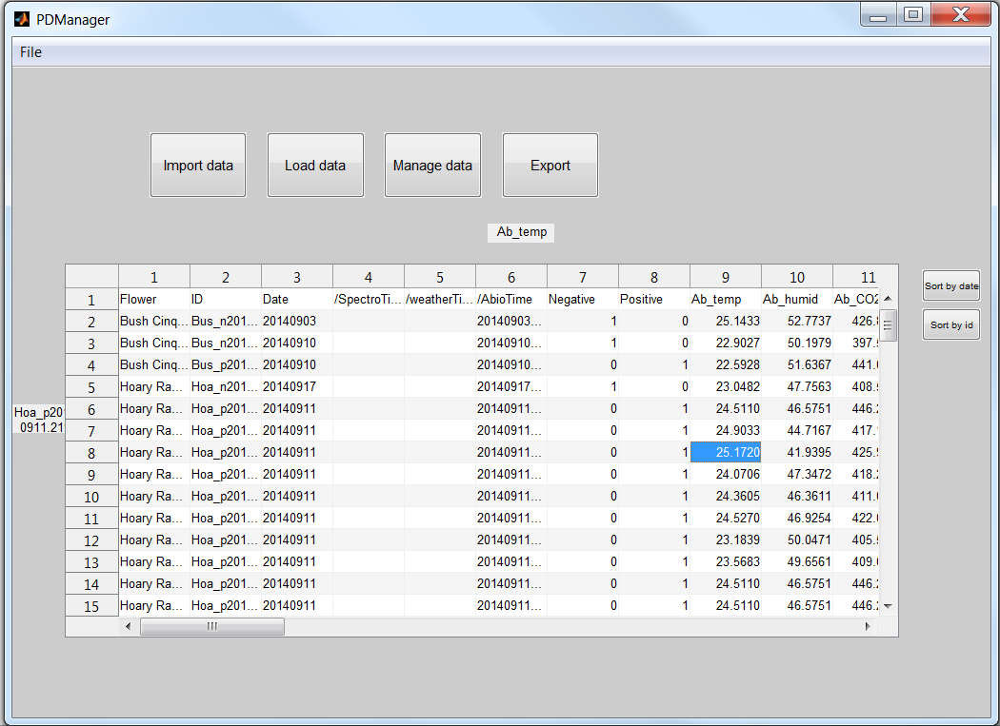 PDManager
File
Import data Load data Manage data Export
Ab_temp
Sort by date
Sort by id
Hoa_p20
0911.21
1 2 3 4 5 6 7 8 9 10 11
1 Flower ID Date /SpectroTi... /weatherTi... /AbioTime Negative Positive Ab_temp Ab_humid Ab_CO2
2 Bush Cinq... Bus_n201... 20140903 20140903... 1 0 25.1433 52.7737 426.8
3 Bush Cinq... Bus_n201... 20140910 20140910... 1 0 22.9027 50.1979 397.5
4 Bush Cinq... Bus_p201... 20140910 20140910... 0 1 22.5928 51.6367 441.0
5 Hoary Ra... Hoa_n201... 20140917 20140917... 1 0 23.0482 47.7563 408.5
6 Hoary Ra... Hoa_p201... 20140911 20140911... 0 1 24.5110 46.5751 446.2
7 Hoary Ra... Hoa_p201... 20140911 20140911... 0 1 24.9033 44.7167 417.
8 Hoary Ra... Hoa_p201... 20140911 20140911... 0 1 25.1720 41.9395 425.9
9 Hoary Ra... Hoa_p201... 20140911 20140911... 0 1 24.0706 47.3472 418.2
10 Hoary Ra... Hoa_p201... 20140911 20140911... 0 1 24.3605 46.3611 411.0
11 Hoary Ra... Hoa_p201... 20140911 20140911... 0 1 24.5270 46.9254 422.0
12 Hoary Ra... Hoa_p201... 20140911 20140911... 0 1 23.1839 50.0471 405.5
13 Hoary Ra... Hoa_p201... 20140911 20140911... 0 1 23.5683 49.6561 409.0
14 Hoary Ra... Hoa_p201... 20140911 20140911... 0 1 24.5110 46.5751 446.2
15 Hoary Ra... Hoa_p201... 20140911 20140911... 0 1 24.5110 46.5751 446.2